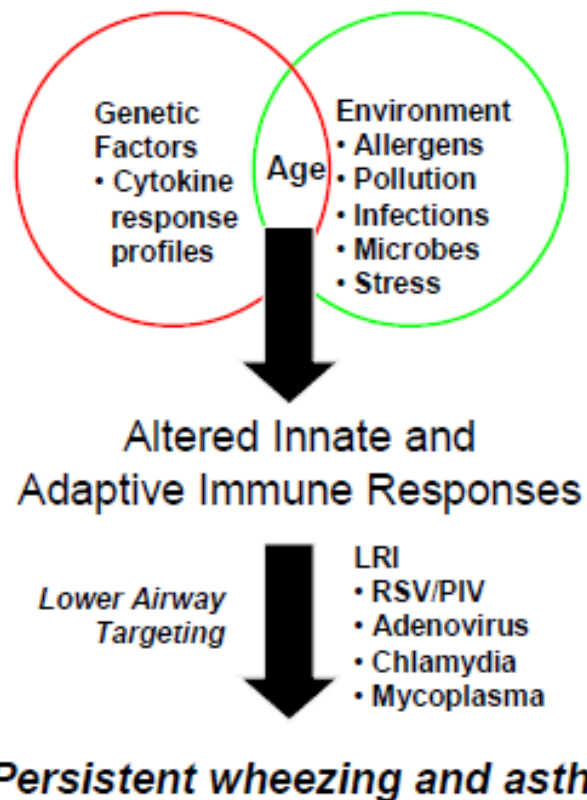 Genetic
Factors
• Cytokine
response
profiles
Age
Environment
• Allergens
• Pollution
• Infections
• Microbes
• Stress
Altered Innate and
Adaptive Immune Responses
Lower Airway
Targeting
LRI
• RSV/PIV
• Adenovirus
• Chlamydia
• Mycoplasma
Persistent wheezing and asth